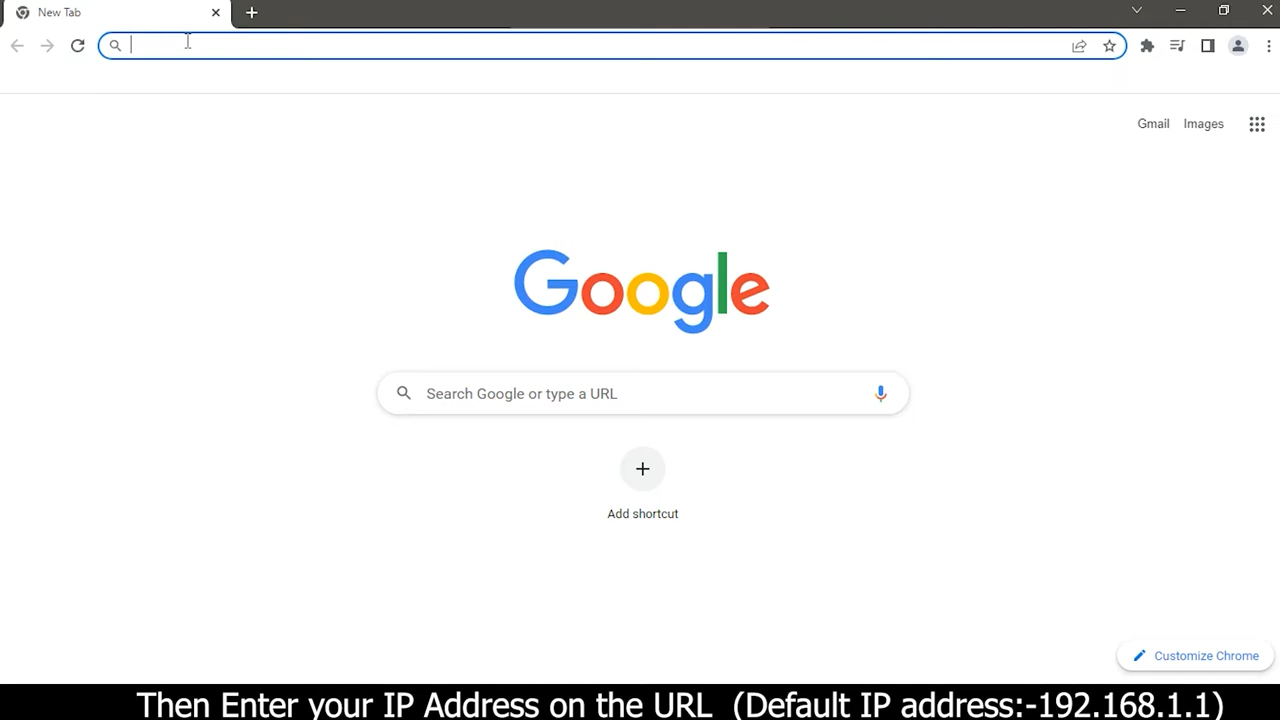 New Tab
Gmail Images
Google
Search Google or type a URL
Add shortcut
Customize Chrome
Then Enter your IP Address on the URL (Default IP address:-192.168.1.1)